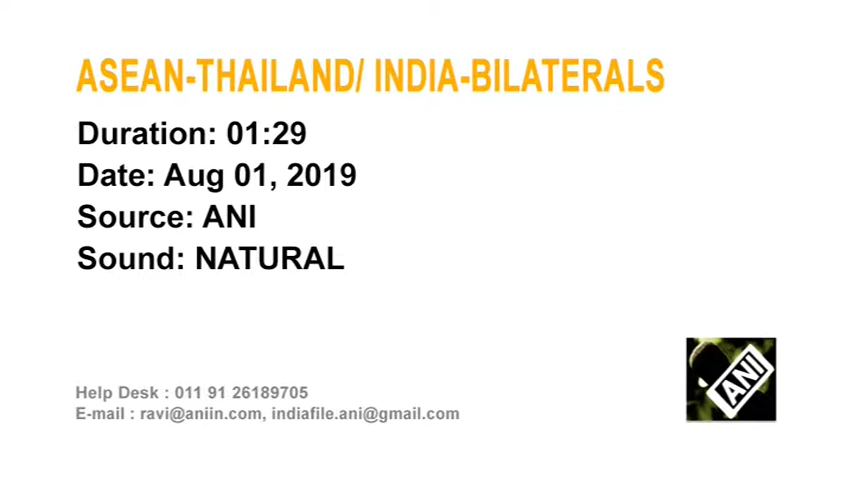 ASEAN-THAILAND/ INDIA-BILATERALS
Duration: 01:29
Date: Aug 01, 2019
Source: ANI
Sound: NATURAL
Help Desk : 011 91 26189705
E-mail : ravi@aniin.com, indiafile.ani@gmail.com
ANI